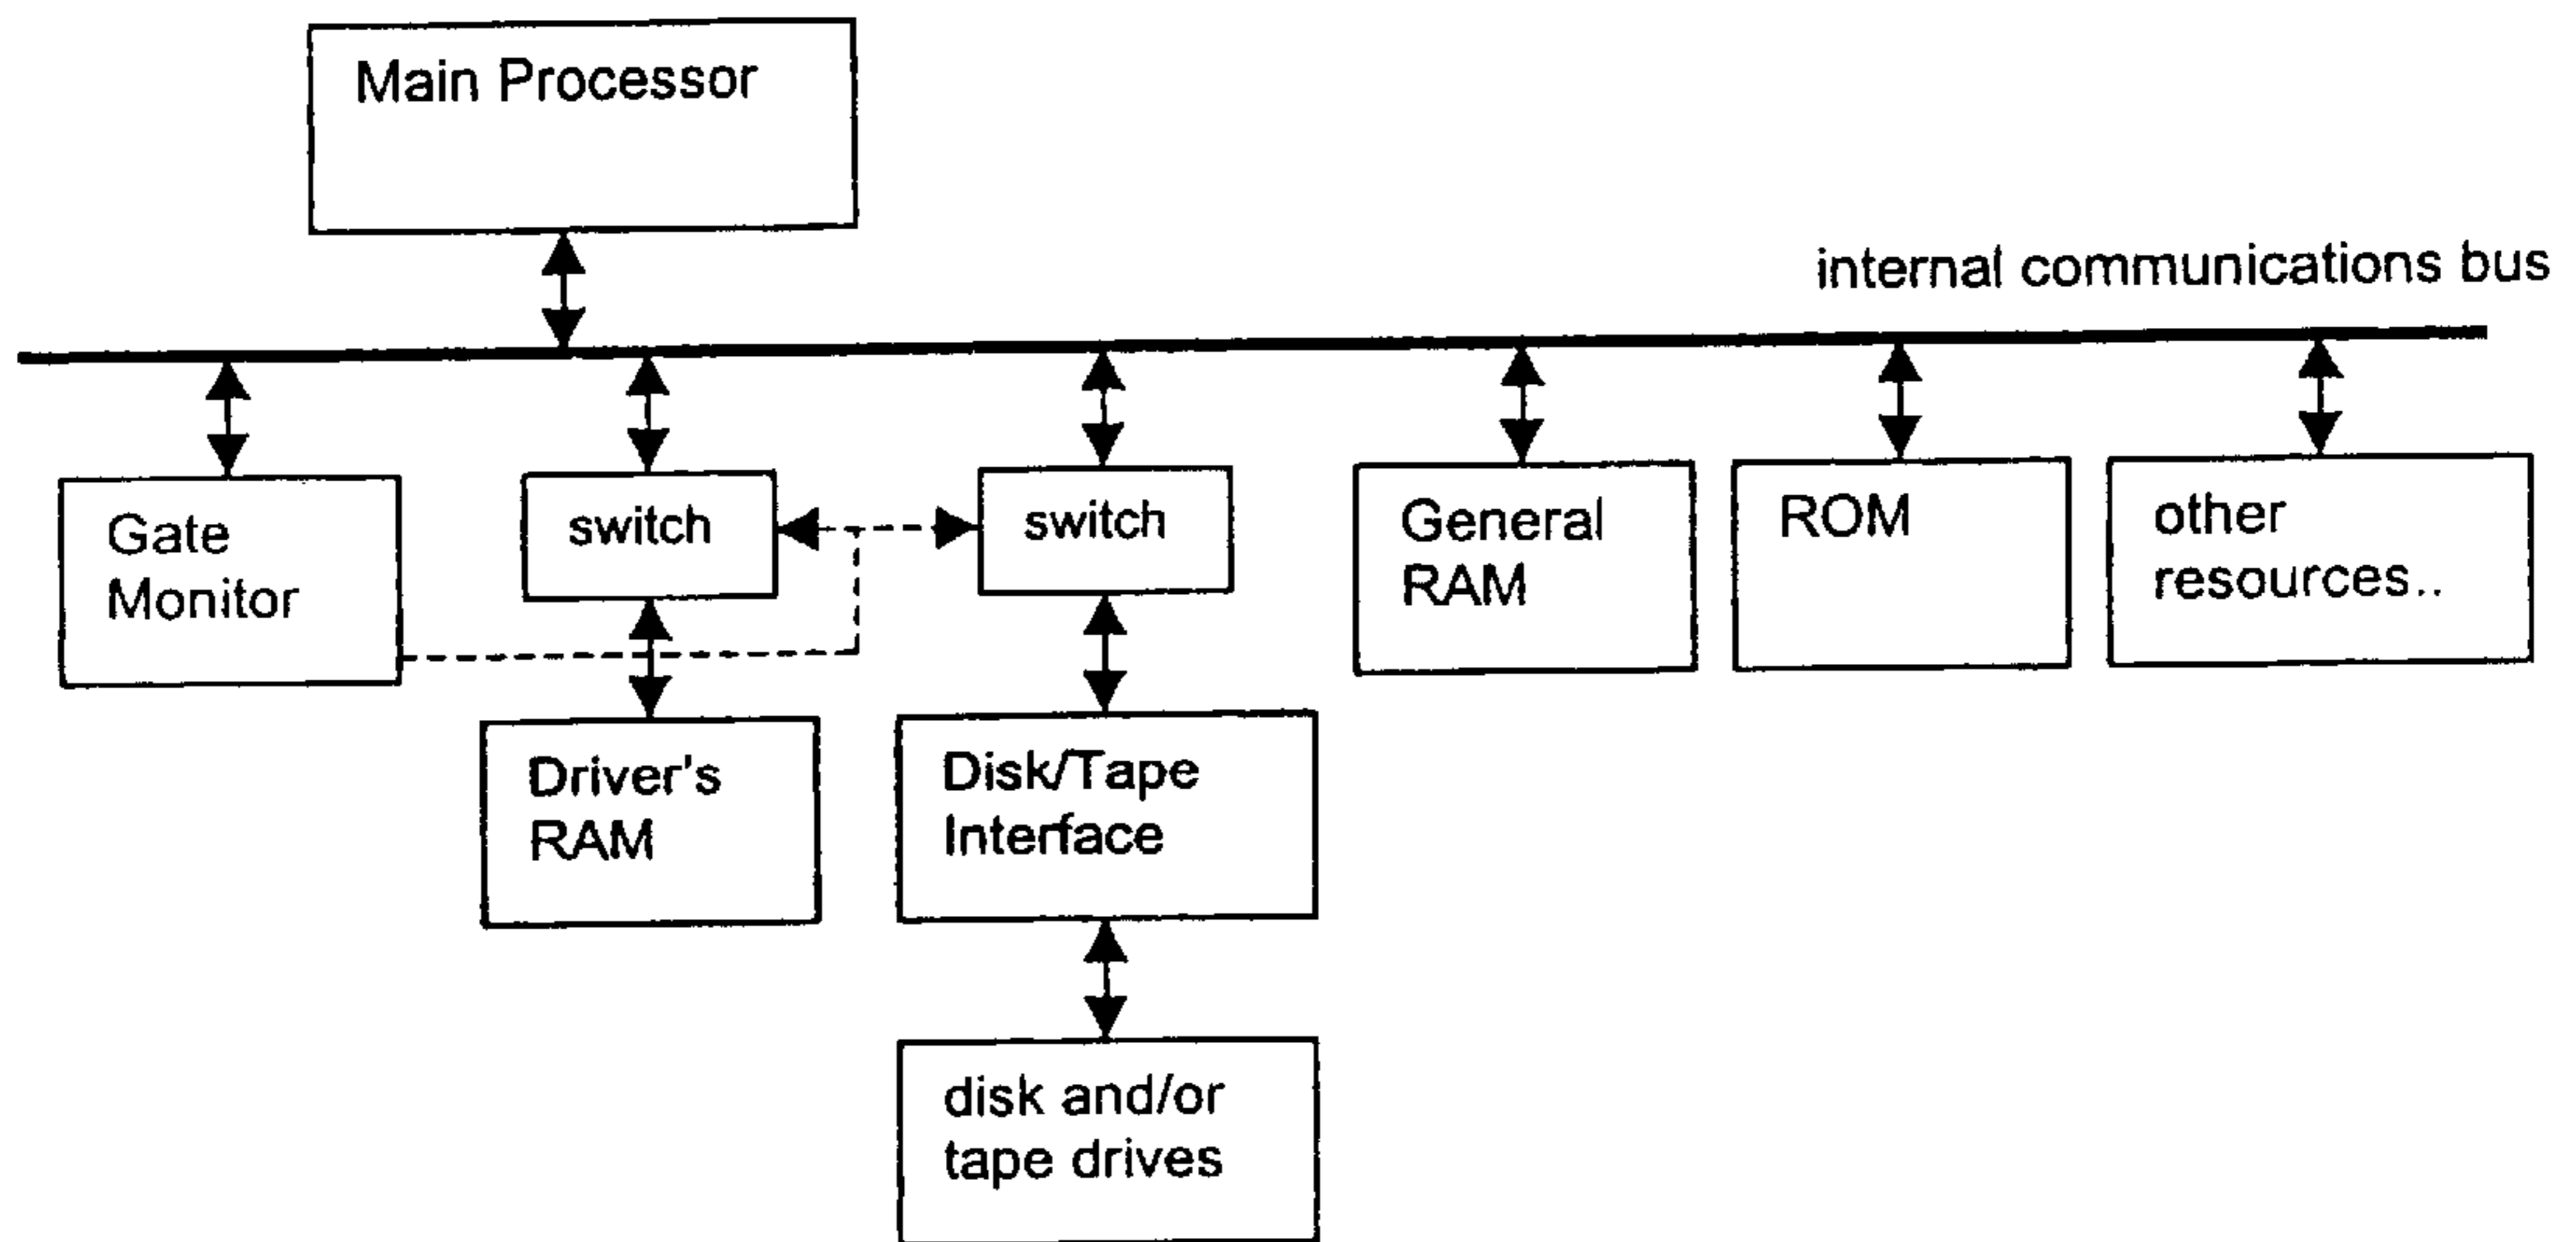 Main Processor
internal communications bus
Gate
Monitor
switch
switch
General
RAM
ROM
other
resources..
Driver's
RAM
Disk/Tape
Interface
disk and/or
tape drives